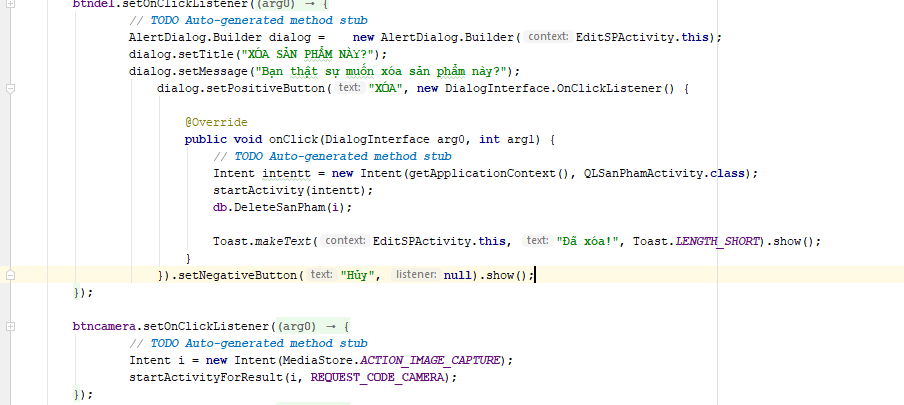 btndel.setOnClickListener((arg0) → {
// TODO Auto-generated method stub
AlertDialog.Builder dialog =    new AlertDialog.Builder( context: EditSPActivity.this);
dialog.setTitle("XÓA SẢN PHẨM NÀY?");
dialog.setMessage("Bạn thật sự muốn xóa sản phẩm này?");
dialog.setPositiveButton( text: "XÓA", new DialogInterface.OnClickListener() {
@Override
public void onClick(DialogInterface arg0, int arg1) {
// TODO Auto-generated method stub
Intent intentt = new Intent(getApplicationContext(), QLSanPhamActivity.class);
startActivity(intentt);
db.DeleteSanPham(i);
Toast.makeText( context: EditSPActivity.this, text: "Đã xóa!", Toast.LENGTH_SHORT).show();
}
}).setNegativeButton( text: "Hủy", listener: null).show();
});
btncamera.setOnClickListener((arg0) → {
// TODO Auto-generated method stub
Intent i = new Intent(MediaStore.ACTION_IMAGE_CAPTURE);
startActivityForResult(i, REQUEST_CODE_CAMERA);
});